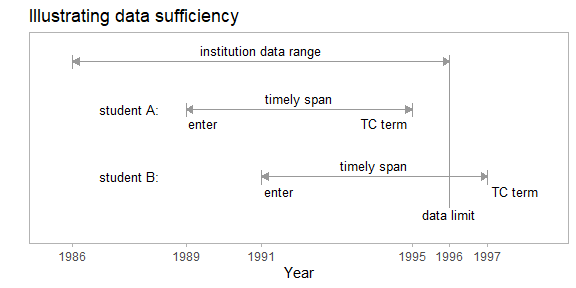 Illustrating data sufficiency
institution data range
timely span
student A:
enter TC term
timely span
student B:
enter TC term
data limit
1986 1989 1991 1995 1996 1997
Year